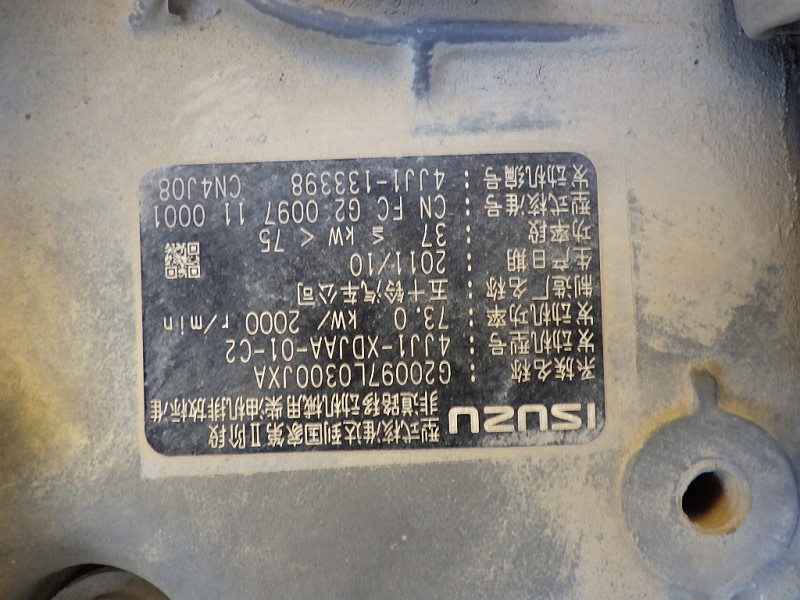 ISUZU 型式核准达到国家第Ⅱ阶段
非道路移动机械用柴油机排放标准
系族名称 : G20097L0300JXA
发动机型号 : 4JJ1-XDJAA-01-C2
发动机功率 : 73.0 kW/ 2000 r/min
制造厂名称 : 五十铃汽车公司
生产日期 : 2011/10
功率段 : 37 ≦ kW < 75
型式核准号 : CN FC G2 0097 11 0001
发动机编号 : 4JJ1-133398 CN4J08